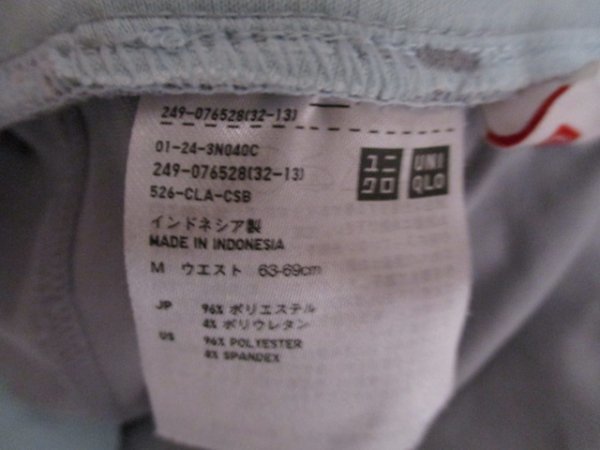 249-076528(32-13)
01-24-3N040C
249-076528(32-13)
526-CLA-CSB
ユニクロ
UNIQLO
インドネシア製
MADE IN INDONESIA
M ウエスト 63-69cm
JP 96% ポリエステル
4% ポリウレタン
US 96% POLYESTER
4% SPANDEX